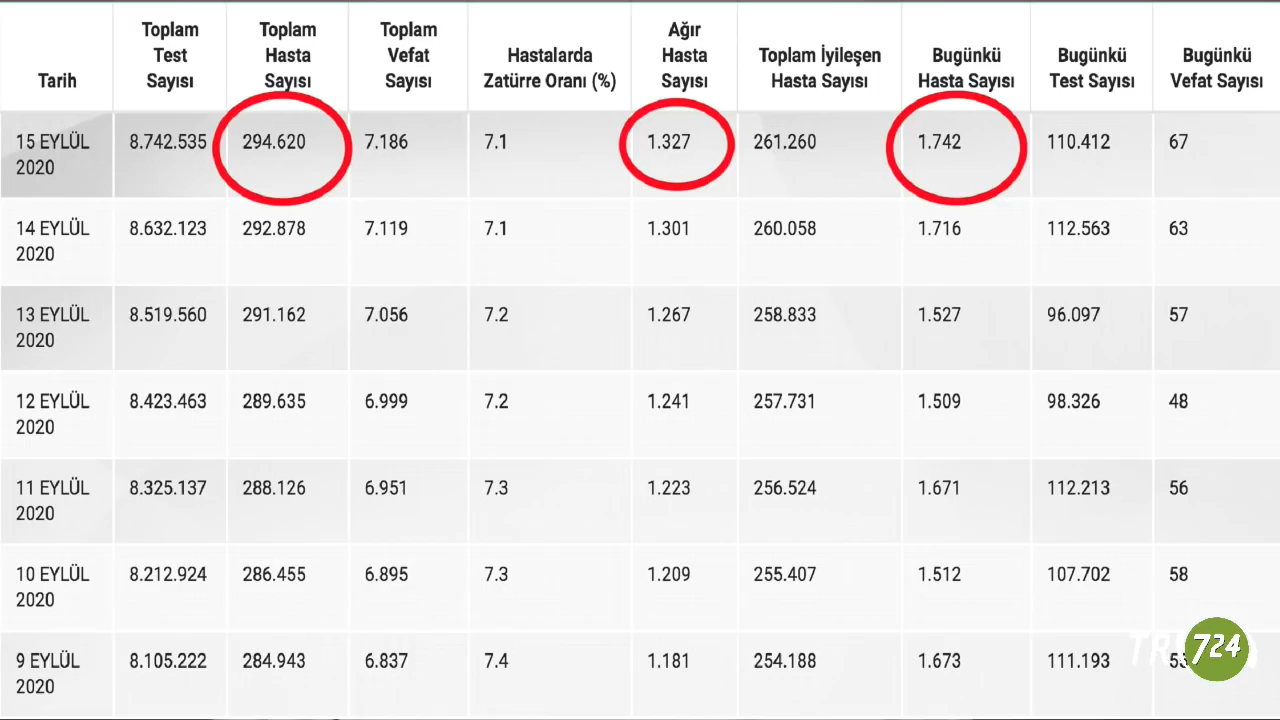 Tarih
Toplam
Test
Sayısı
Toplam
Hasta
Sayısı
Toplam
Vefat
Sayısı
Hastalarda
Zatürre Oranı (%)
Ağır
Hasta
Sayısı
Toplam İyileşen
Hasta Sayısı
Bugünkü
Hasta Sayısı
Bugünkü
Test Sayısı
Bugünkü
Vefat Sayısı
15 EYLÜL 8.742.535 294.620 7.186 7.1 1.327 261.260 1.742 110.412 67
2020
14 EYLÜL 8.632.123 292.878 7.119 7.1 1.301 260.058 1.716 112.563 63
2020
13 EYLÜL 8.519.560 291.162 7.056 7.2 1.267 258.833 1.527 96.097 57
2020
12 EYLÜL 8.423.463 289.635 6.999 7.2 1.241 257.731 1.509 98.326 48
2020
11 EYLÜL 8.325.137 288.126 6.951 7.3 1.223 256.524 1.671 112.213 56
2020
10 EYLÜL 8.212.924 286.455 6.895 7.3 1.209 255.407 1.512 107.702 58
2020
9 EYLÜL 8.105.222 284.943 6.837 7.4 1.181 254.188 1.673 111.193
2020
724